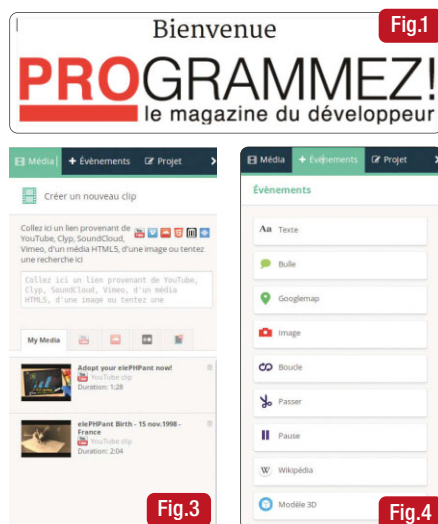 Bienvenue
Fig.1
PROGRAMMEZ!
le magazine du développeur
Média
+ Évènements
Projet
Créer un nouveau clip
Collez ici un lien provenant de
YouTube, Clyp, SoundCloud,
Vimeo, d'un média HTML5, d'une image ou tentez
une recherche ici
Collez ici un lien provenant de YouTube,
Clyp, SoundCloud, Vimeo, d'un média
HTML5, d'une image ou tentez une
My Media
Adopt your elePHPant now!
YouTube clip
Duration: 1:28
elePHPant Birth - 15 nov.1998 -
France
YouTube clip
Duration: 2:04
Fig.3
Média
+ Évènements
Projet
Évènements
Aa Texte
Bulle
Googlemap
Image
Boucle
Passer
Pause
W Wikipédia
Modèle 3D
Fig.4